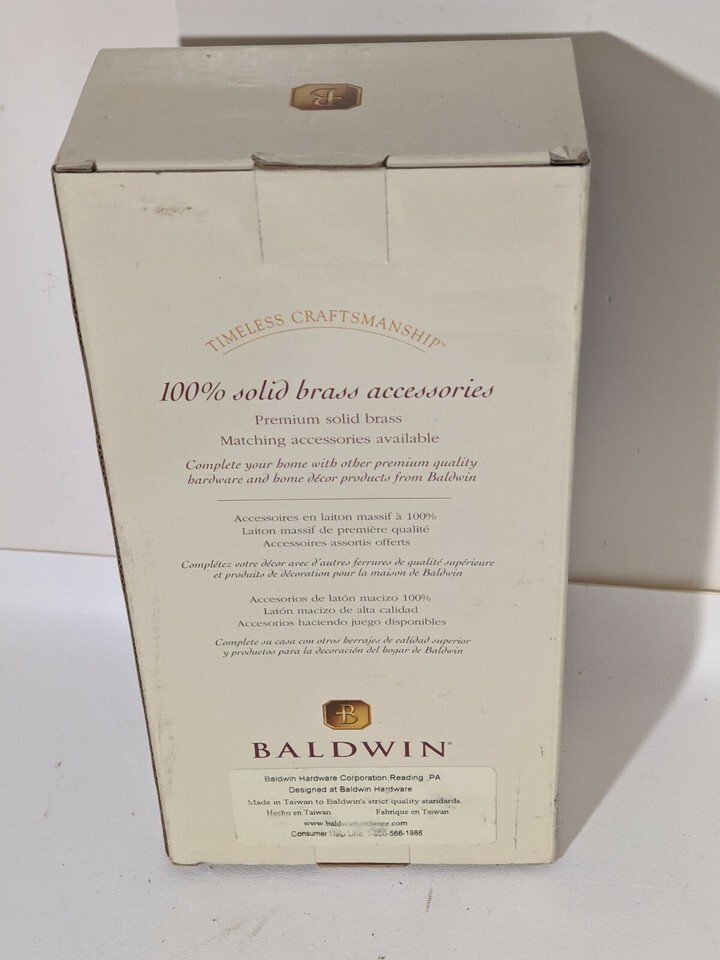 B
TIMELESS CRAFTSMANSHIP™
100% solid brass accessories
Premium solid brass
Matching accessories available
Complete your home with other premium quality
hardware and home décor products from Baldwin
Accessoires en laiton massif à 100%
Laiton massif de première qualité
Accessoires assortis offerts
Complétez votre décor avec d'autres ferrures de qualité supérieure
et produits de décoration pour la maison de Baldwin
Accesorios de latón macizo 100%
Latón macizo de alta calidad
Accesorios haciendo juego disponibles
Complete su casa con otros herrajes de calidad superior
y productos para la decoración del hogar de Baldwin
B
BALDWIN
Baldwin Hardware Corporation,Reading ,PA
Designed at Baldwin Hardware
Made in Taiwan to Baldwin's strict quality standards.
Hecho en Taiwan Fabrique en Taiwan
Consumer Help Line: 1-800-566-1986